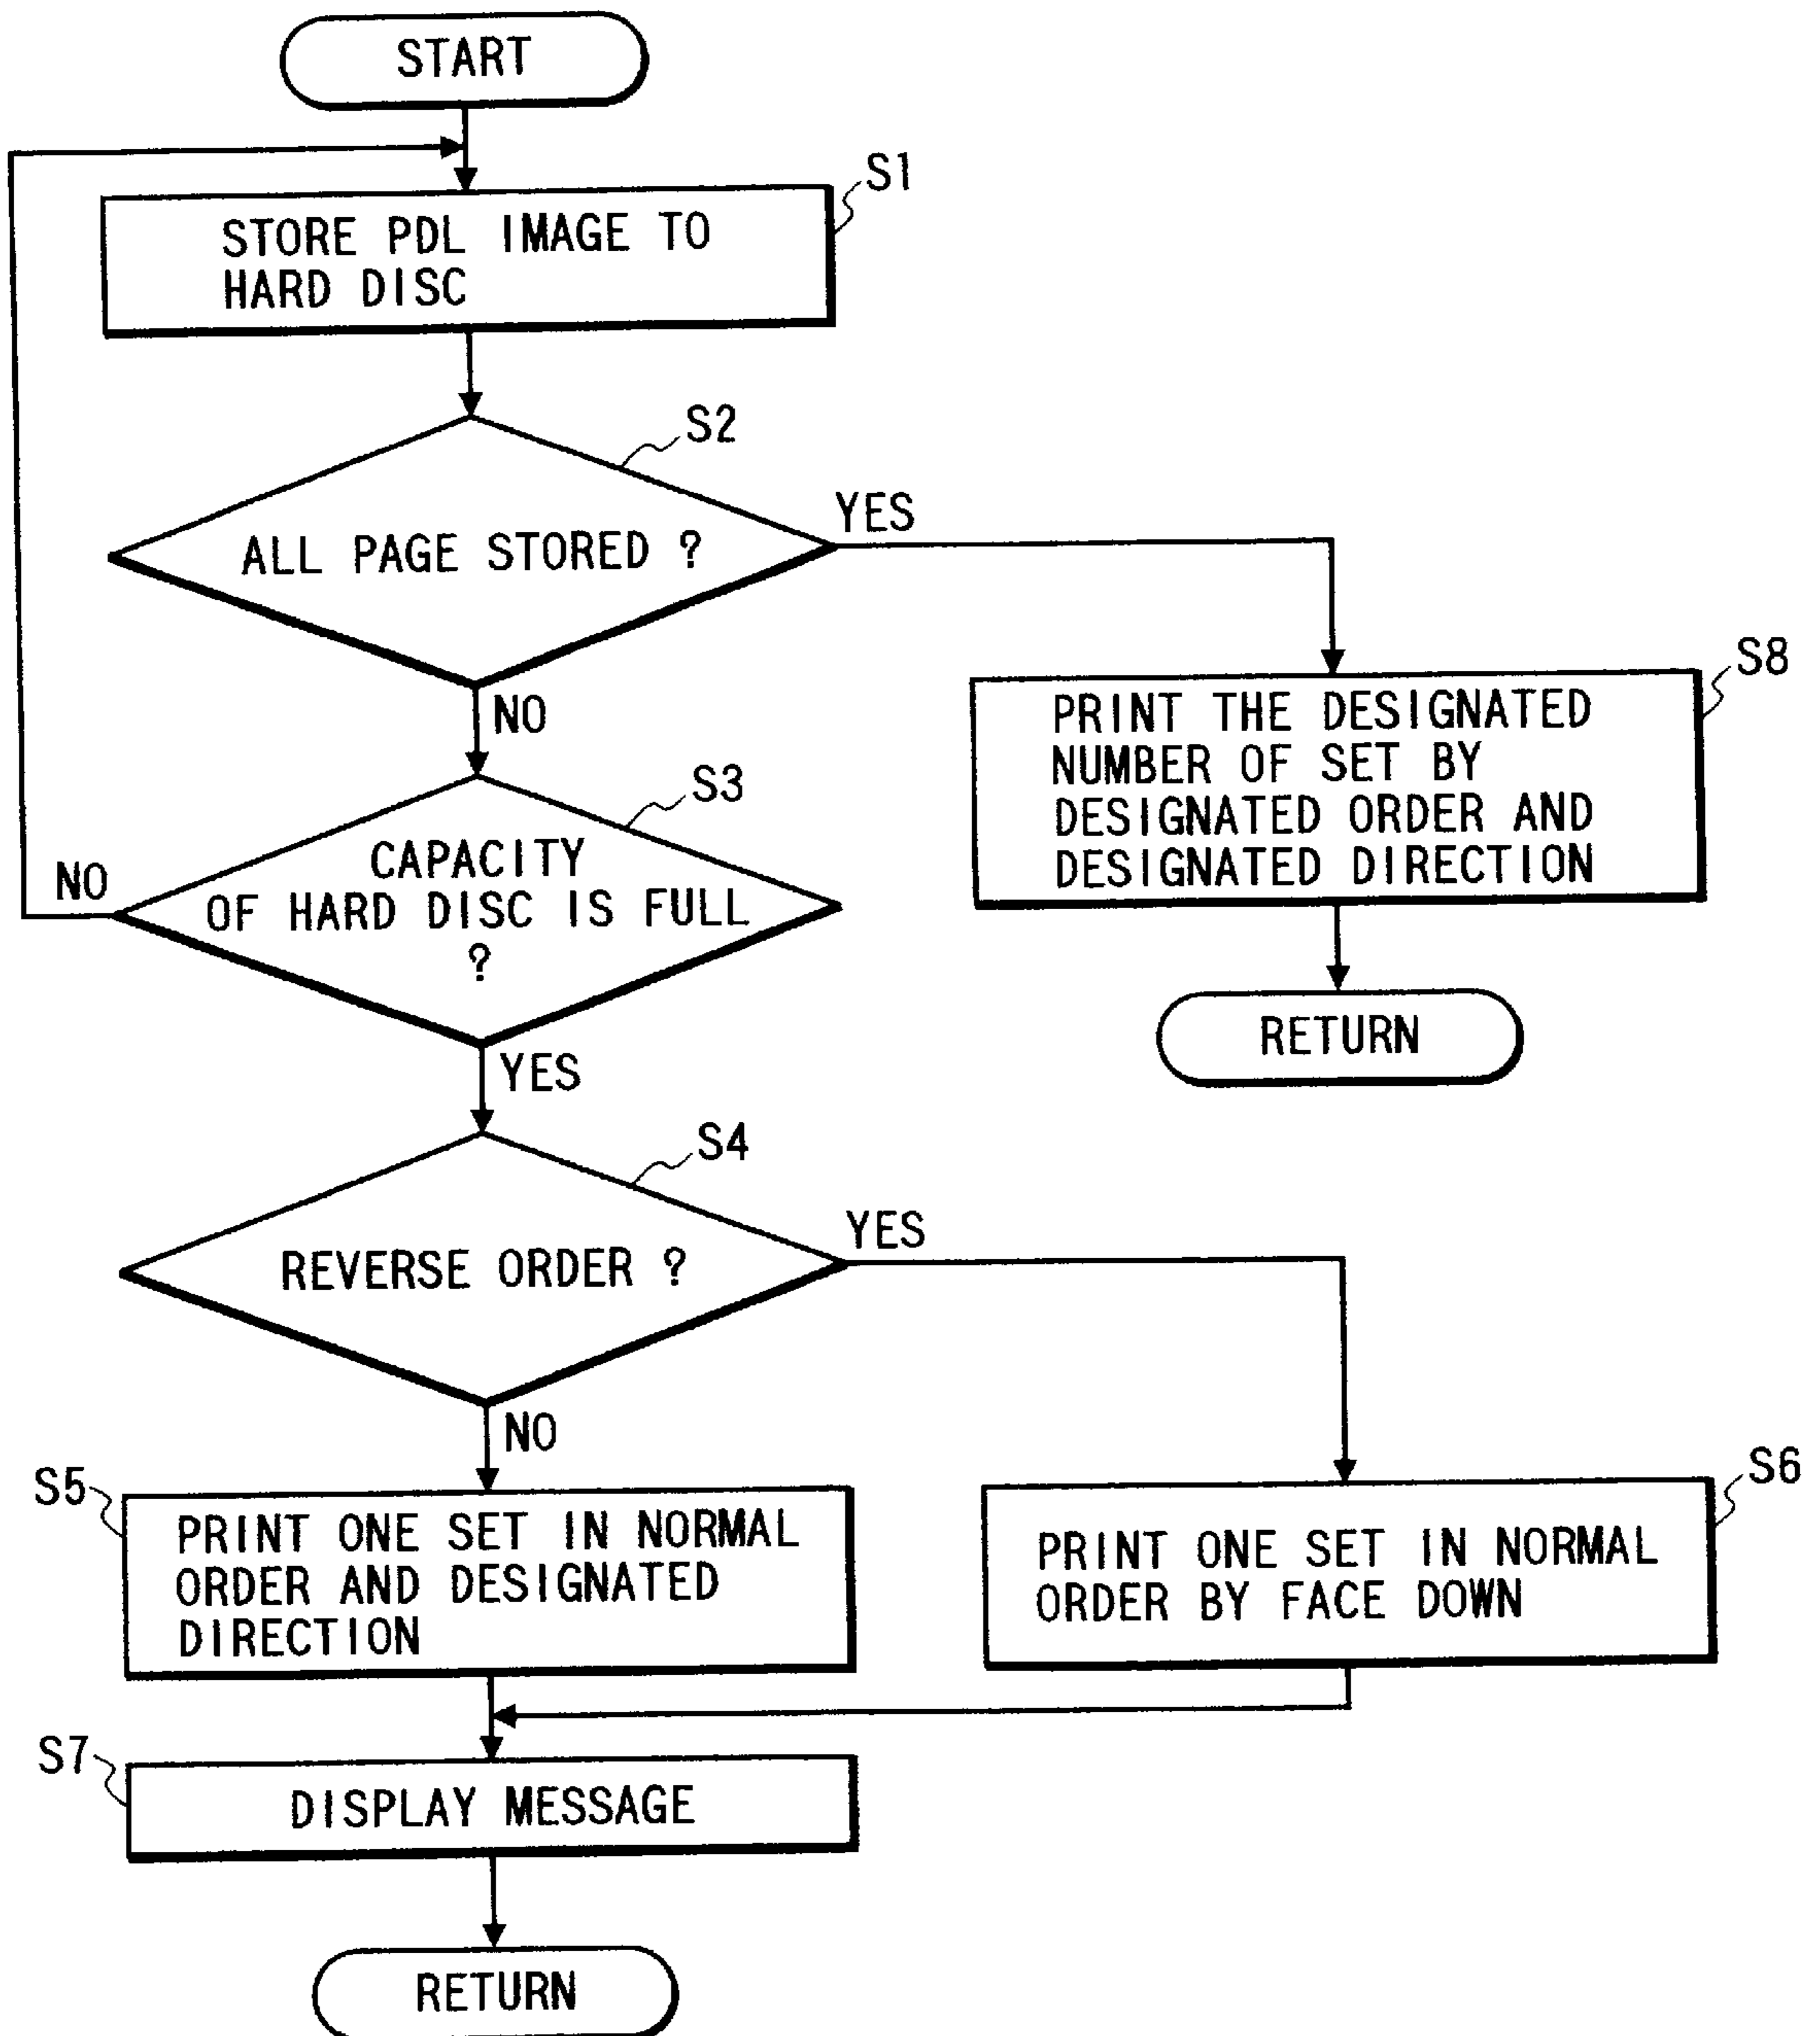 START
S1
STORE PDL IMAGE TO
HARD DISC
S2
ALL PAGE STORED ?
YES
NO
S8
PRINT THE DESIGNATED
NUMBER OF SET BY
DESIGNATED ORDER AND
DESIGNATED DIRECTION
RETURN
S3
CAPACITY
OF HARD DISC IS FULL
?
NO
YES
S4
REVERSE ORDER ?
YES
NO
S5
PRINT ONE SET IN NORMAL
ORDER AND DESIGNATED
DIRECTION
S6
PRINT ONE SET IN NORMAL
ORDER BY FACE DOWN
S7
DISPLAY MESSAGE
RETURN